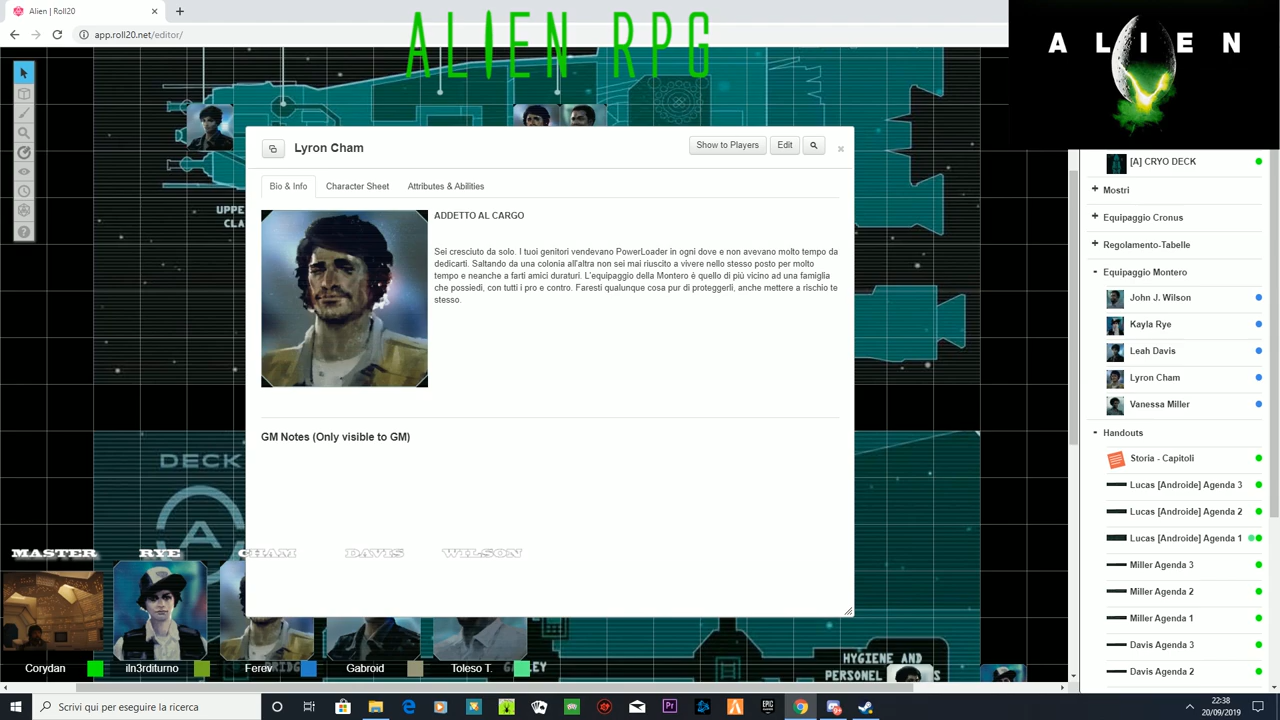 Alien | Roll20
app.roll20.net/editor/
ALIEN RPG
ALIEN
Lyron Cham
Show to Players
Edit
Bio & Info
Character Sheet
Attributes & Abilities
ADDETTO AL CARGO
Sei cresciuto da solo. I tuoi genitori vendevano PowerLoader in ogni dove e non avevano molto tempo da
dedicarti. Saltando da una colonia all'altra non sei mai riuscito a vivere nello stesso posto per molto
tempo e neanche a farti amici duraturi. L'equipaggio della Montero è quello di più vicino ad una famiglia
che possiedi, con tutti i pro e contro. Faresti qualunque cosa pur di proteggerli, anche mettere a rischio te
stesso.
GM Notes (Only visible to GM)
[A] CRYO DECK
Mostri
Equipaggio Cronus
Regolamento-Tabelle
Equipaggio Montero
John J. Wilson
Kayla Rye
Leah Davis
Lyron Cham
Vanessa Miller
Handouts
Storia - Capitoli
Lucas [Androide] Agenda 3
Lucas [Androide] Agenda 2
Lucas [Androide] Agenda 1
Miller Agenda 3
Miller Agenda 2
Miller Agenda 1
Davis Agenda 3
Davis Agenda 2
DECK
A
MASTER
RYE
CHAM
DAVIS
WILSON
Corydan
iln3rditurno
Ferev
Gabroid
Toleso T.
HYGIENE AND
Scrivi qui per eseguire la ricerca
22:38
20/09/2019